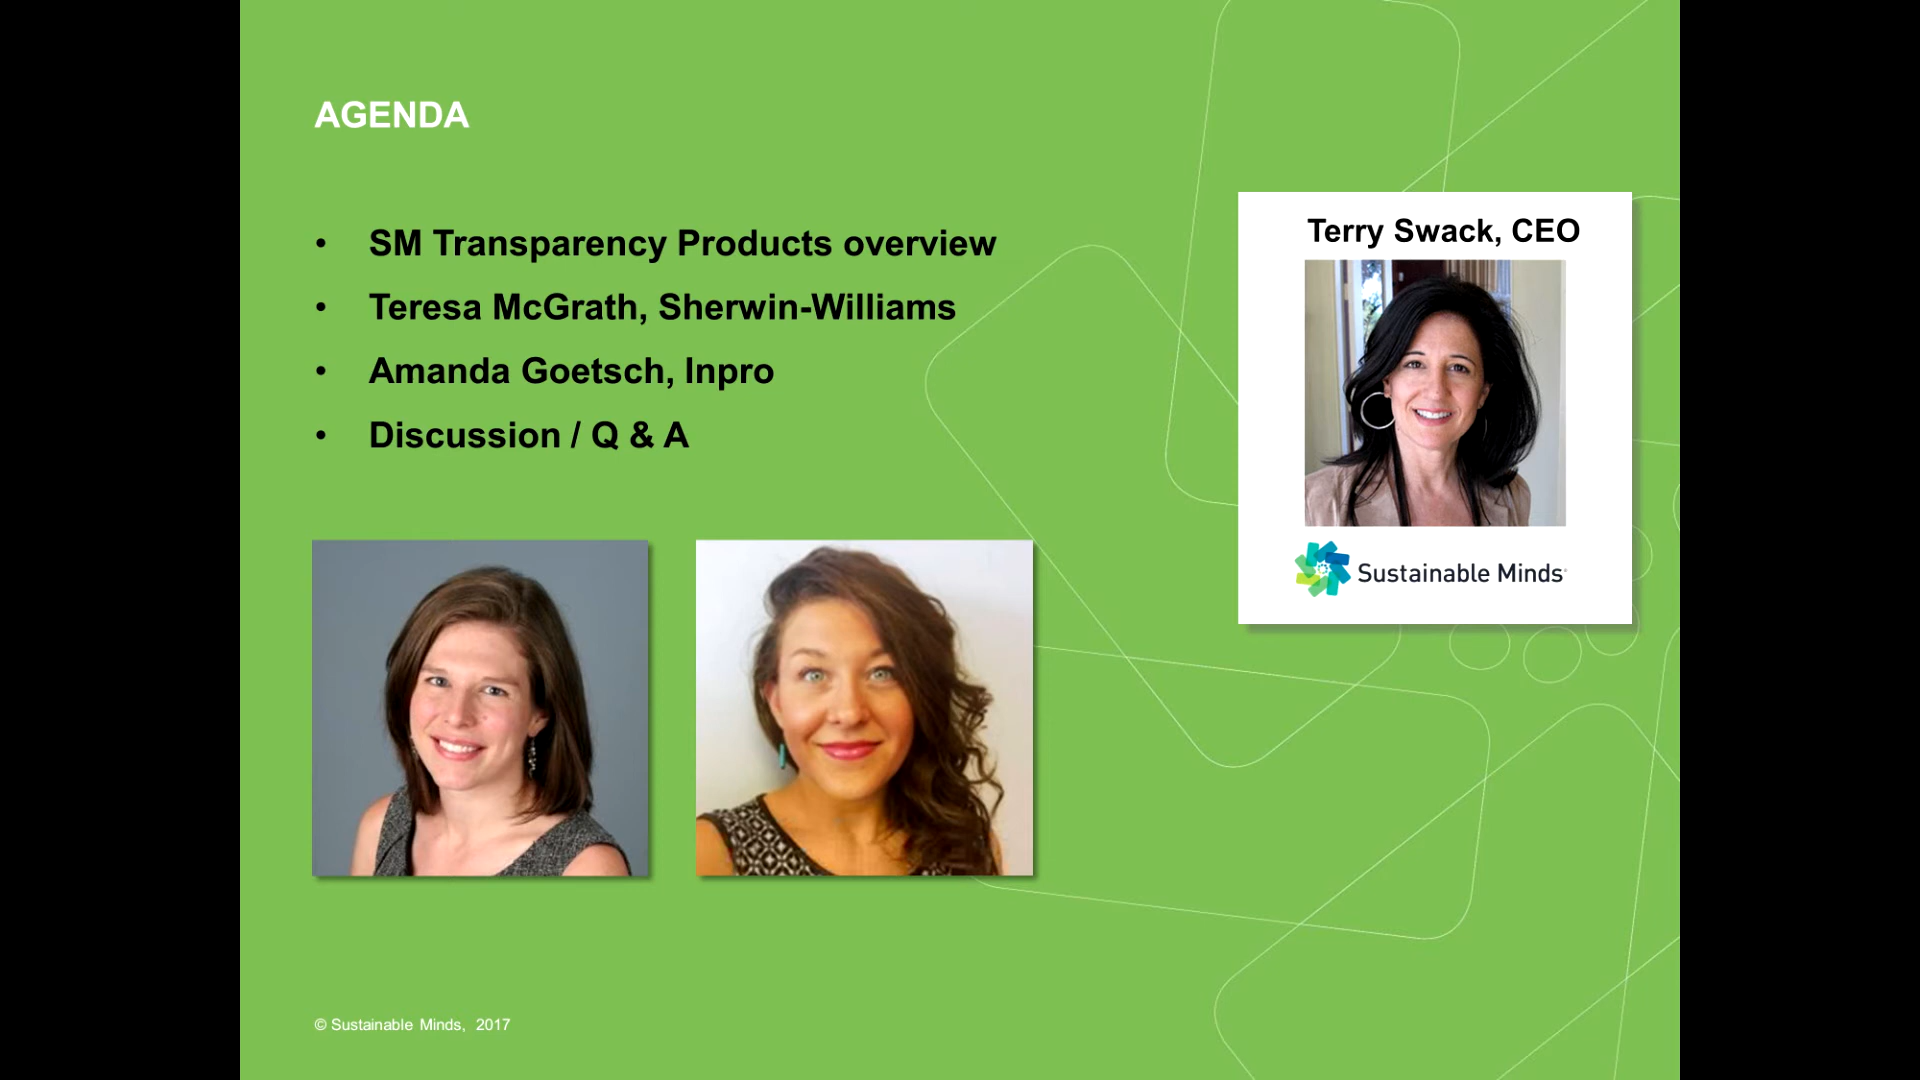 AGENDA
• SM Transparency Products overview
• Teresa McGrath, Sherwin-Williams
• Amanda Goetsch, Inpro
• Discussion / Q & A
Terry Swack, CEO
Sustainable Minds
© Sustainable Minds, 2017